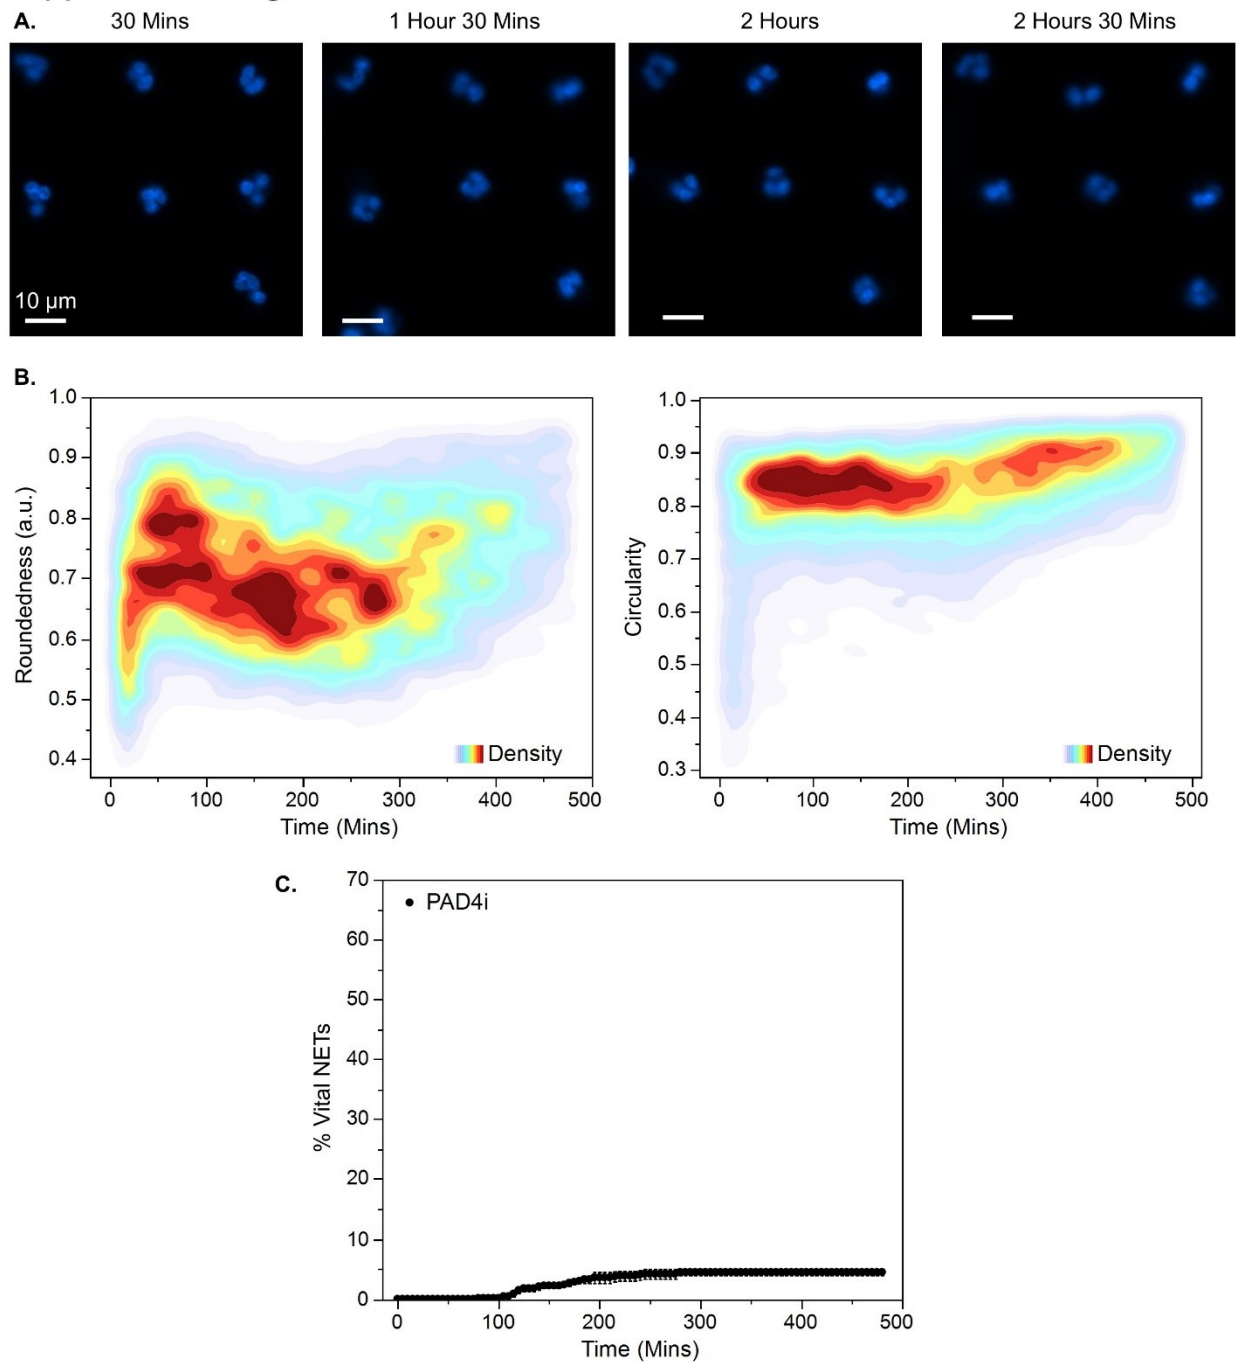 A.
30 Mins
1 Hour 30 Mins
2 Hours
2 Hours 30 Mins
10 µm
B.
1.0
0.9
0.8
0.7
0.6
0.5
0.4
Roundedness (a.u.)
Density
0 100 200 300 400 500
Time (Mins)
1.0
0.9
0.8
0.7
0.6
0.5
0.4
0.3
Circularity
Density
0 100 200 300 400 500
Time (Mins)
C.
70
60
50
40
30
20
10
0
% Vital NETs
PAD4i
0 100 200 300 400 500
Time (Mins)